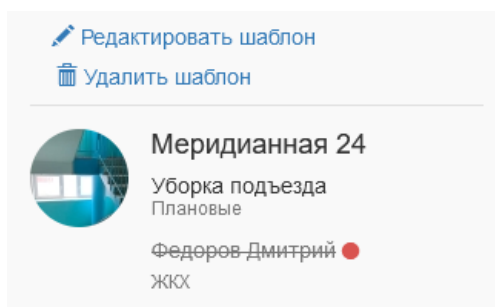 Редактировать шаблон
Удалить шаблон
Меридианная 24
Уборка подъезда
Плановые
Федоров Дмитрий
ЖКХ